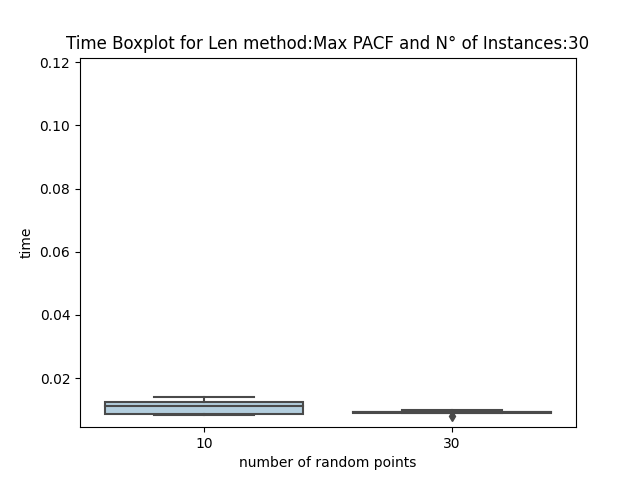 Time Boxplot for Len method:Max PACF and N° of Instances:30
0.12
0.10
0.08
0.06
0.04
0.02
time
10
30
number of random points